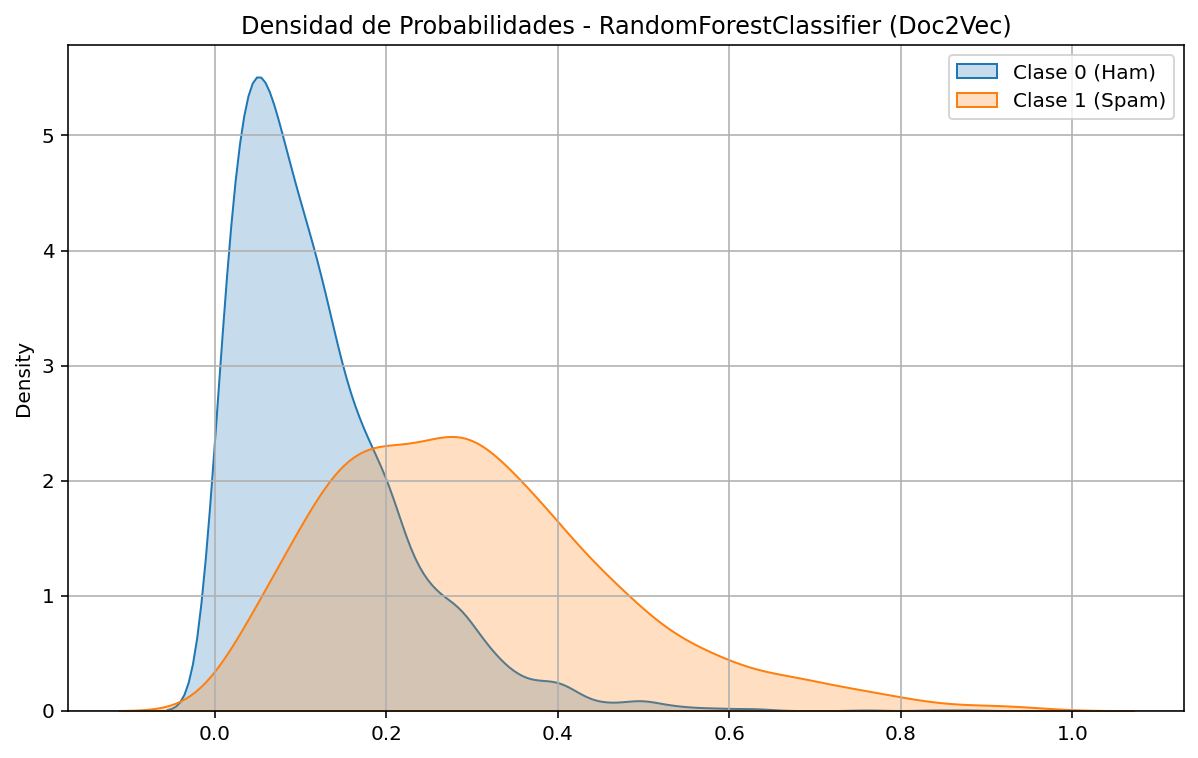 Densidad de Probabilidades - RandomForestClassifier (Doc2Vec)
Clase 0 (Ham)
Clase 1 (Spam)
Density
5
4
3
2
1
0
0.0 0.2 0.4 0.6 0.8 1.0